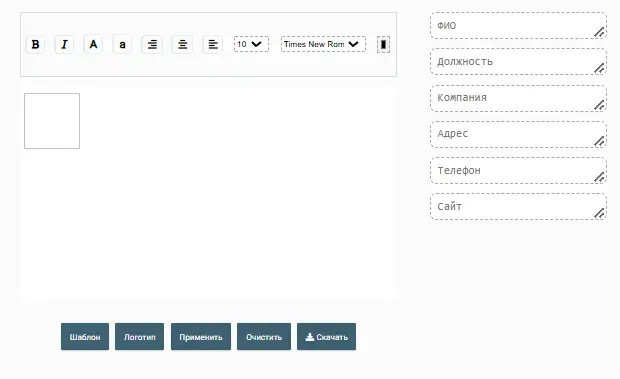 B I A a 10 Times New Rom
ФИО
Должность
Компания
Адрес
Телефон
Сайт
Шаблон Логотип Применить Очистить Скачать